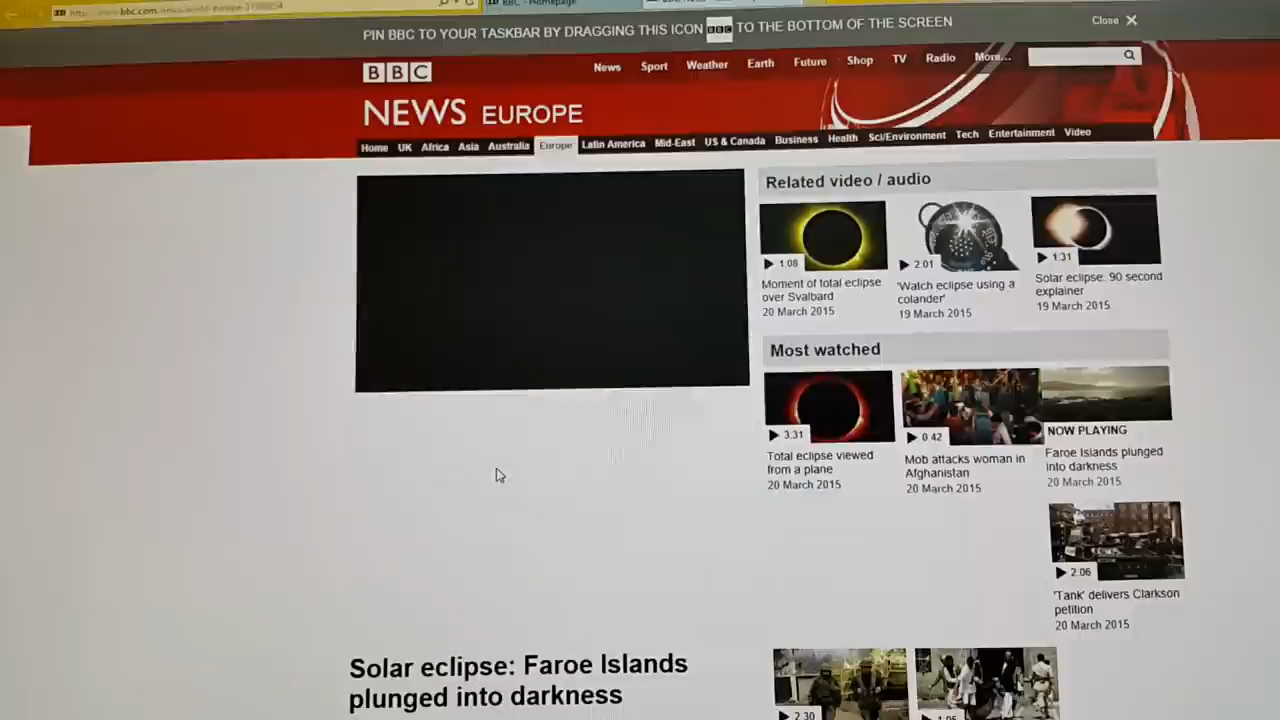 BBC - Homepage
PIN BBC TO YOUR TASKBAR BY DRAGGING THIS ICON BBC TO THE BOTTOM OF THE SCREEN
Close
BBC
News Sport Weather Earth Future Shop TV Radio More...
NEWS EUROPE
Home UK Africa Asia Australia Europe Latin America Mid-East US & Canada Business Health Sci/Environment Tech Entertainment Video
Related video / audio
1:08
Moment of total eclipse
over Svalbard
20 March 2015
2:01
'Watch eclipse using a
colander'
19 March 2015
1:31
Solar eclipse: 90 second
explainer
19 March 2015
Most watched
3:31
Total eclipse viewed
from a plane
20 March 2015
0:42
Mob attacks woman in
Afghanistan
20 March 2015
NOW PLAYING
Faroe Islands plunged
into darkness
20 March 2015
2:06
'Tank' delivers Clarkson
petition
20 March 2015
Solar eclipse: Faroe Islands
plunged into darkness
2:30